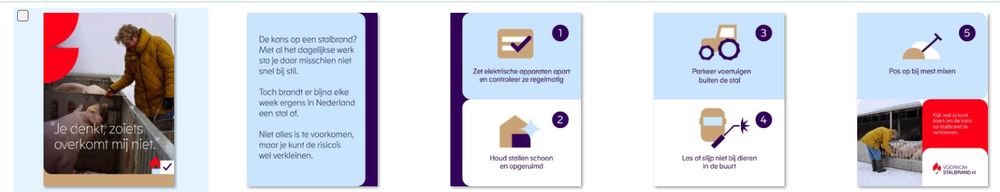 "Je denkt, zoiets
overkomt mij niet."
De kans op een stalbrand?
Met al het dagelijkse werk
sta je daar misschien niet
snel bij stil.
Toch brandt er bijna elke
week ergens in Nederland
een stal af.
Niet alles is te voorkomen,
maar je kunt de risico's
wel verkleinen.
1
Zet elektrische apparaten apart
en controleer ze regelmatig
2
Houd stallen schoon
en opgeruimd
3
Parkeer voertuigen
buiten de stal
4
Las of slijp niet bij dieren
in de buurt
5
Pas op bij mest mixen
Kijk wat jij kunt
doen om de kans
op stalbrand te
verkleinen.
VOORKOM
STALBRAND.nl